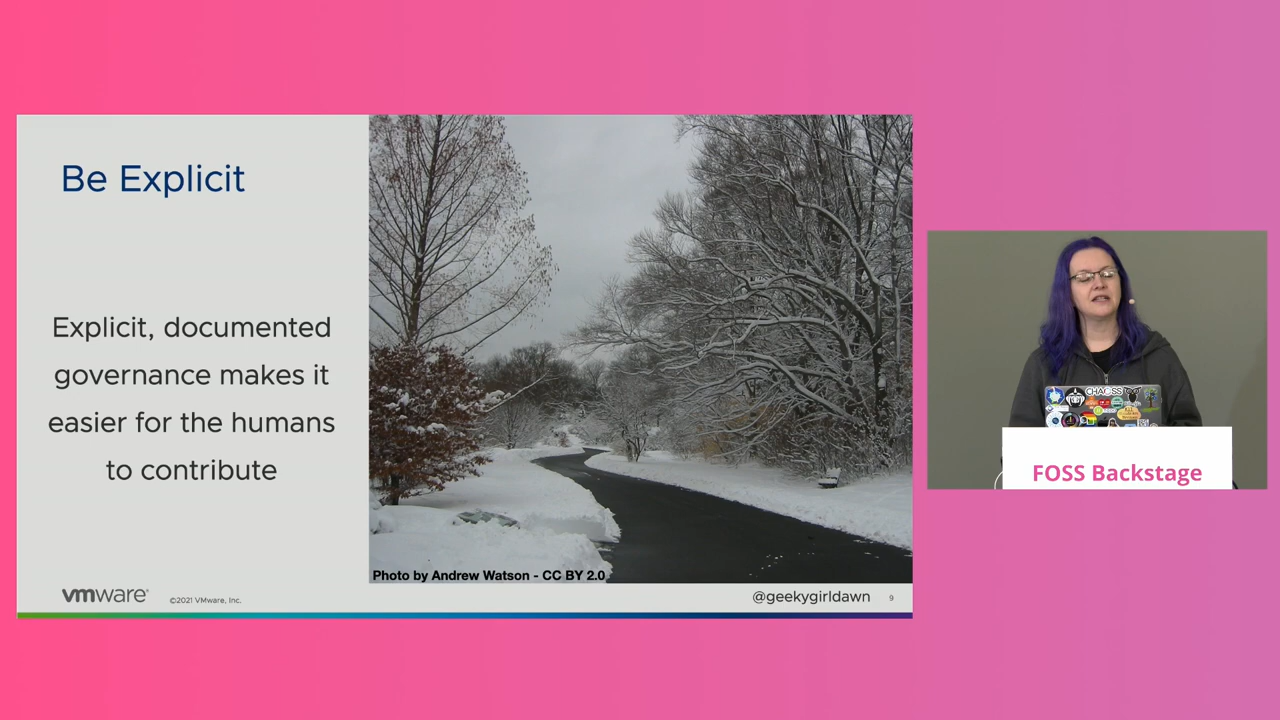 Be Explicit
Explicit, documented
governance makes it
easier for the humans
to contribute
Photo by Andrew Watson - CC BY 2.0
vmware®
©2021 VMware, Inc.
@geekygirldawn
9
CHAOSS
FOSS Backstage